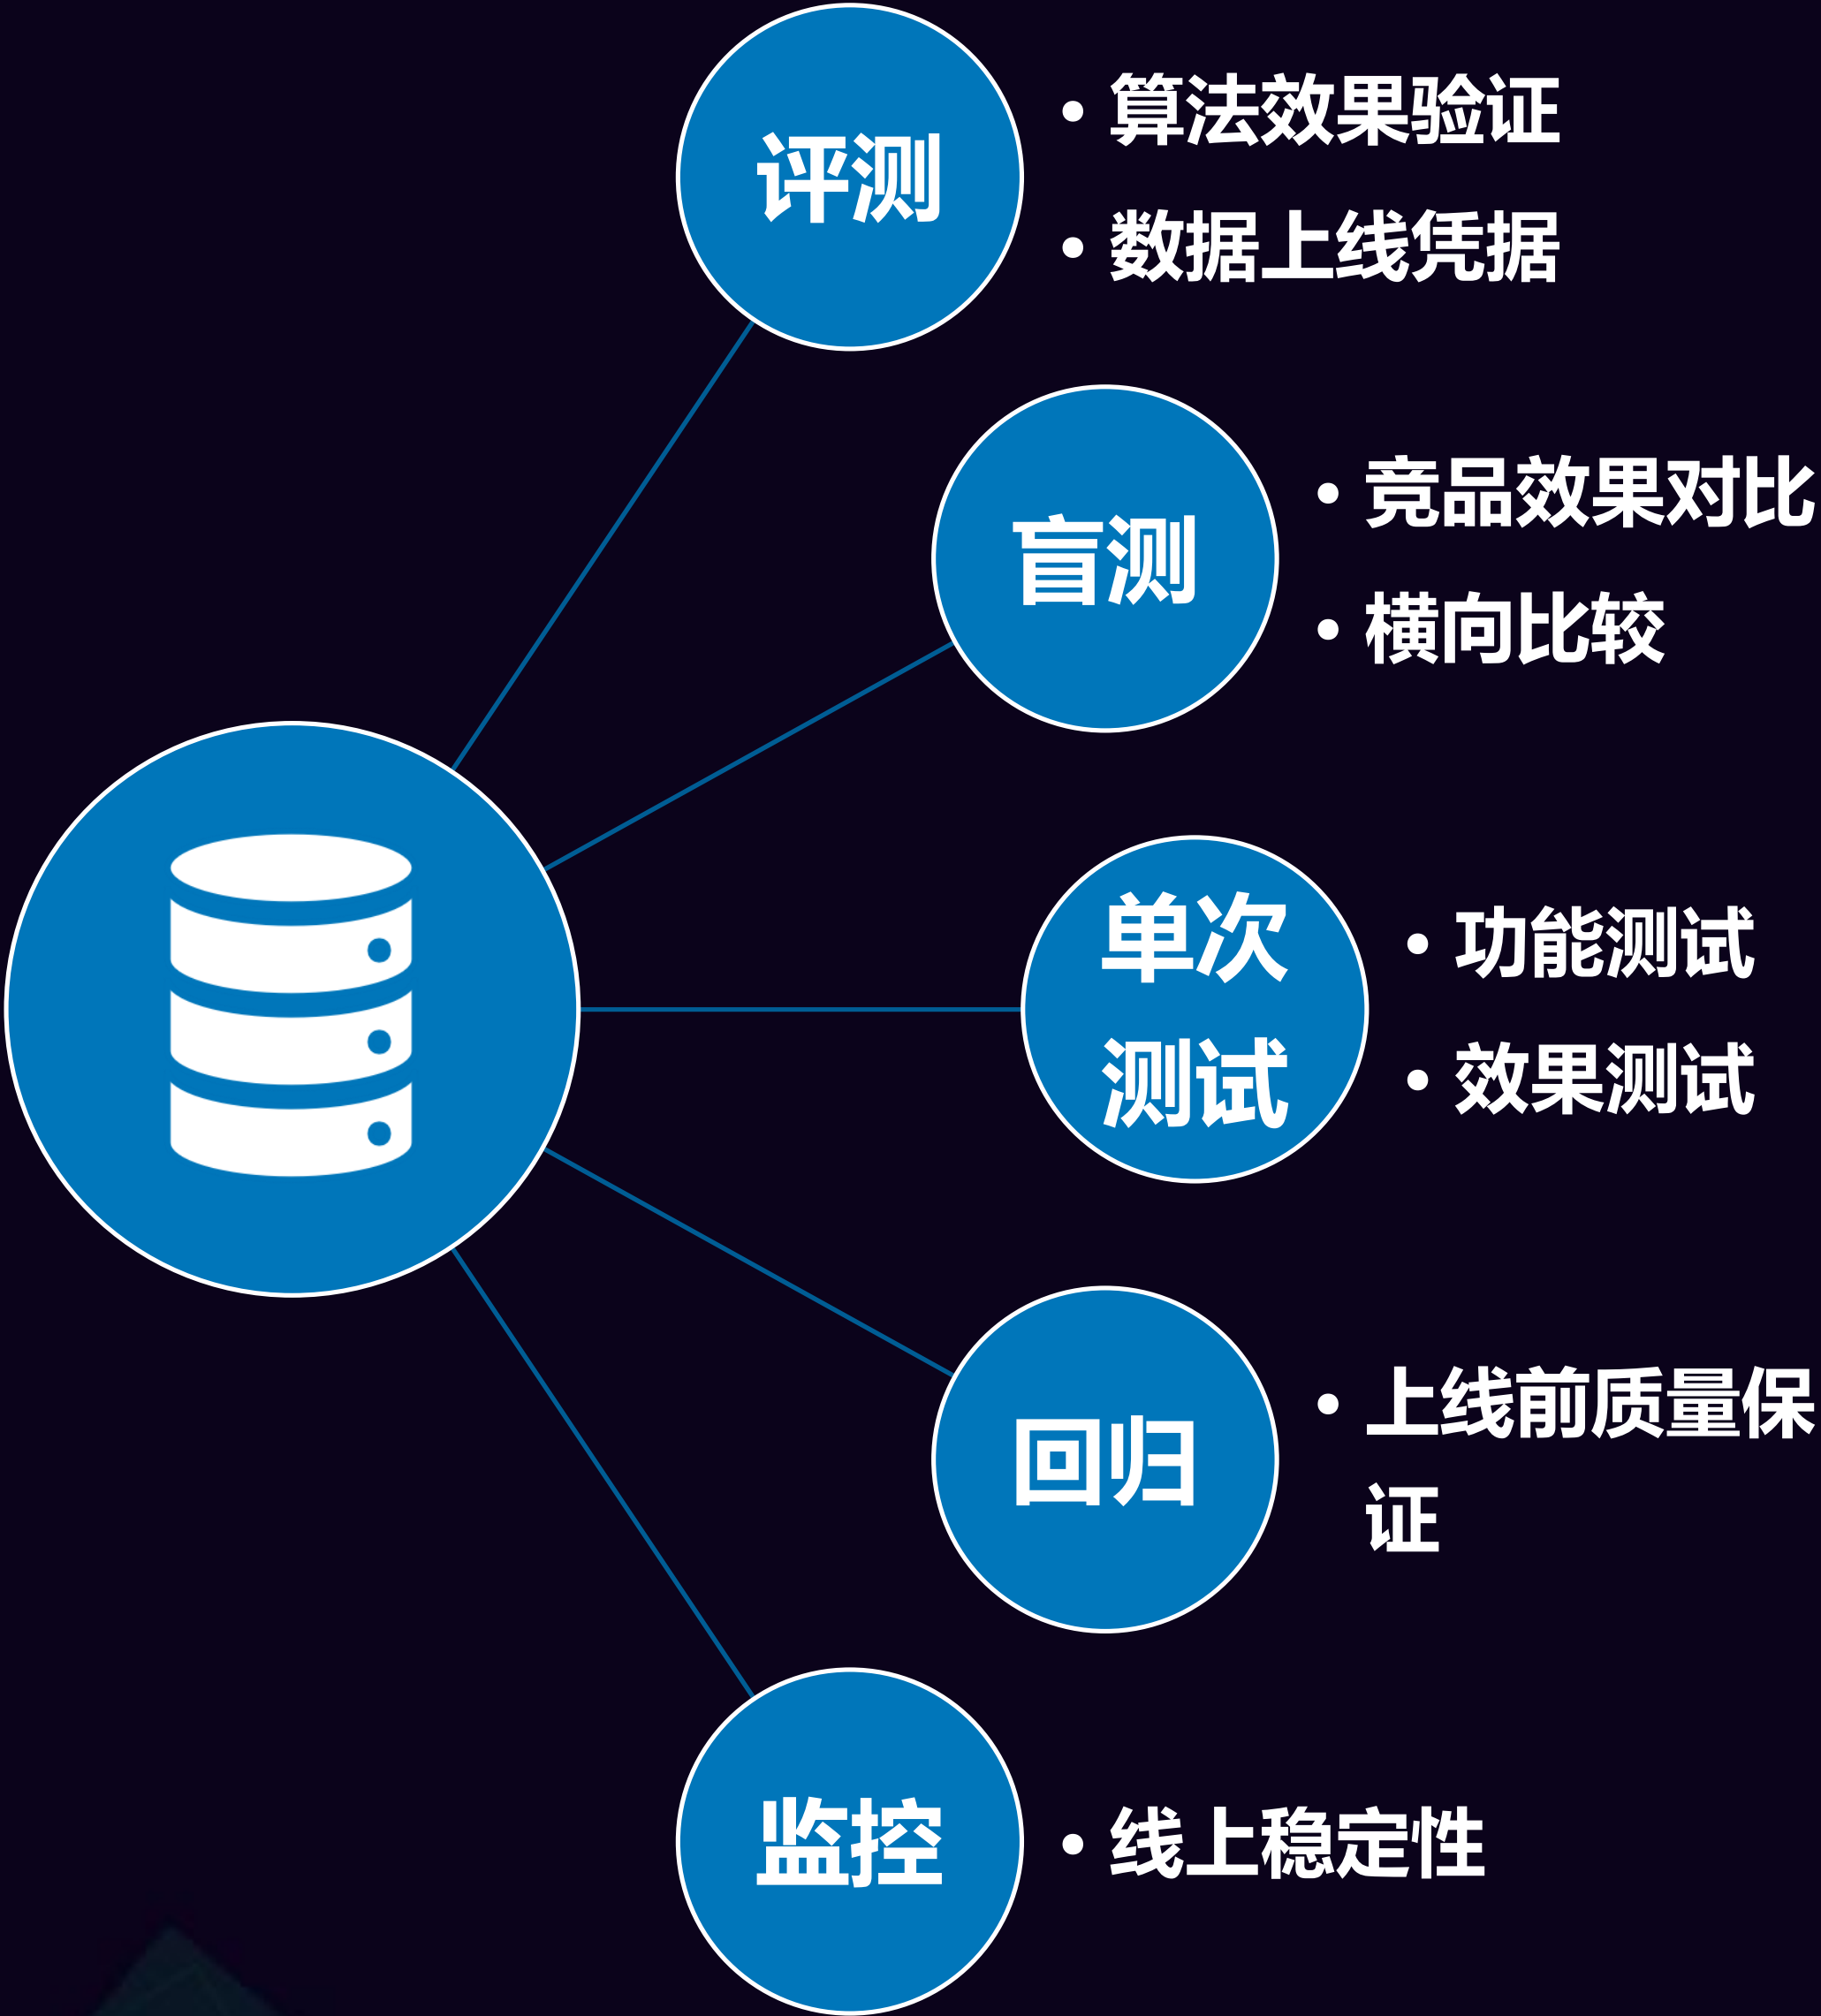 评测
• 算法效果验证
• 数据上线凭据
盲测
• 竞品效果对比
• 横向比较
单次
测试
• 功能测试
• 效果测试
回归
• 上线前质量保
证
监控
• 线上稳定性